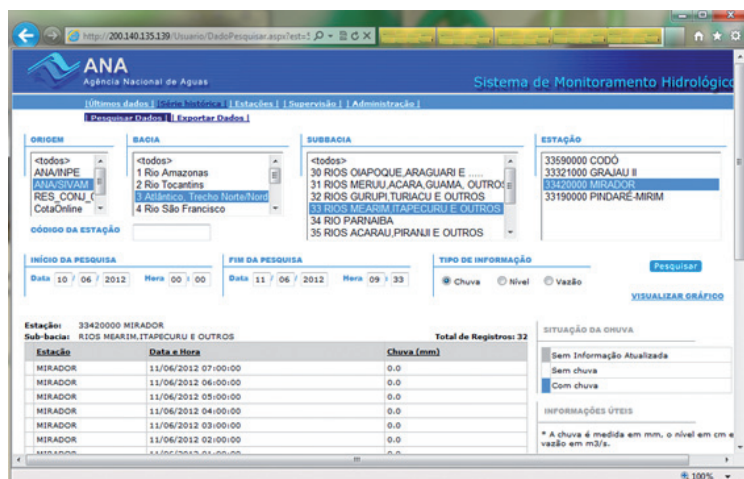 http://200.140.135.139/Usuario/DadoPesquisar.aspx?est=
ANA
Agência Nacional de Aguas
Sistema de Monitoramento Hidrológico
[Últimos dados ] [Série histórica ] [ Estações ] [ Supervisão ] [ Administração ]
[ Pesquisar Dados ] [ Exportar Dados ]
ORIGEM
<todos>
ANA/INPE
ANA/SIVAM
RES_CONJ_
CotaOnline
BACIA
<todos>
1 Rio Amazonas
2 Rio Tocantins
3 Atlântico, Trecho Norte/Nord
4 Rio São Francisco
SUBBACIA
<todos>
30 RIOS OIAPOQUE,ARAGUARI E .....
31 RIOS MERUU,ACARA,GUAMA, OUTROS
32 RIOS GURUPI,TURIACU E OUTROS
33 RIOS MEARIM,ITAPECURU E OUTROS
34 RIO PARNAIBA
35 RIOS ACARAU,PIRANJI E OUTROS
ESTAÇÃO
33590000 CODÓ
33321000 GRAJAU II
33420000 MIRADOR
33190000 PINDARÉ-MIRIM
CÓDIGO DA ESTAÇÃO
INÍCIO DA PESQUISA
Data 10 / 06 / 2012 Hora 00 : 00
FIM DA PESQUISA
Data 11 / 06 / 2012 Hora 09 : 33
TIPO DE INFORMAÇÃO
Chuva Nível Vazão
Pesquisar
VISUALIZAR GRÁFICO
Estação: 33420000 MIRADOR
Sub-bacia: RIOS MEARIM,ITAPECURU E OUTROS Total de Registros: 32
Estação Data e Hora Chuva (mm)
MIRADOR 11/06/2012 07:00:00 0.0
MIRADOR 11/06/2012 06:00:00 0.0
MIRADOR 11/06/2012 05:00:00 0.0
MIRADOR 11/06/2012 04:00:00 0.0
MIRADOR 11/06/2012 03:00:00 0.0
MIRADOR 11/06/2012 02:00:00 0.0
MIRADOR 11/06/2012 01:00:00 0.0
SITUAÇÃO DA CHUVA
Sem Informação Atualizada
Sem chuva
Com chuva
INFORMAÇÕES ÚTEIS
* A chuva é medida em mm, o nível em cm e
vazão em m3/s.
100%